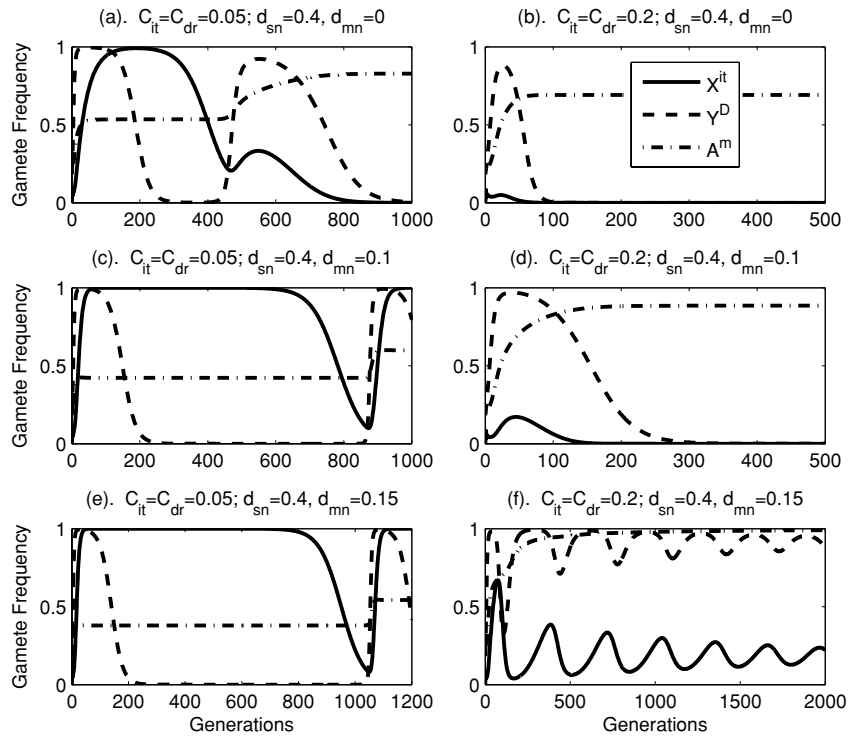 (a). C_it=C_dr=0.05; d_sn=0.4, d_mn=0
(b). C_it=C_dr=0.2; d_sn=0.4, d_mn=0
Gamete Frequency
1
0.5
0
0 200 400 600 800 1000
1
0.5
0
X^it
Y^D
A^m
0 100 200 300 400 500
(c). C_it=C_dr=0.05; d_sn=0.4, d_mn=0.1
(d). C_it=C_dr=0.2; d_sn=0.4, d_mn=0.1
Gamete Frequency
1
0.5
0
0 200 400 600 800 1000
1
0.5
0
0 100 200 300 400 500
(e). C_it=C_dr=0.05; d_sn=0.4, d_mn=0.15
(f). C_it=C_dr=0.2; d_sn=0.4, d_mn=0.15
Gamete Frequency
1
0.5
0
0 200 400 600 800 1000 1200
Generations
1
0.5
0
0 500 1000 1500 2000
Generations